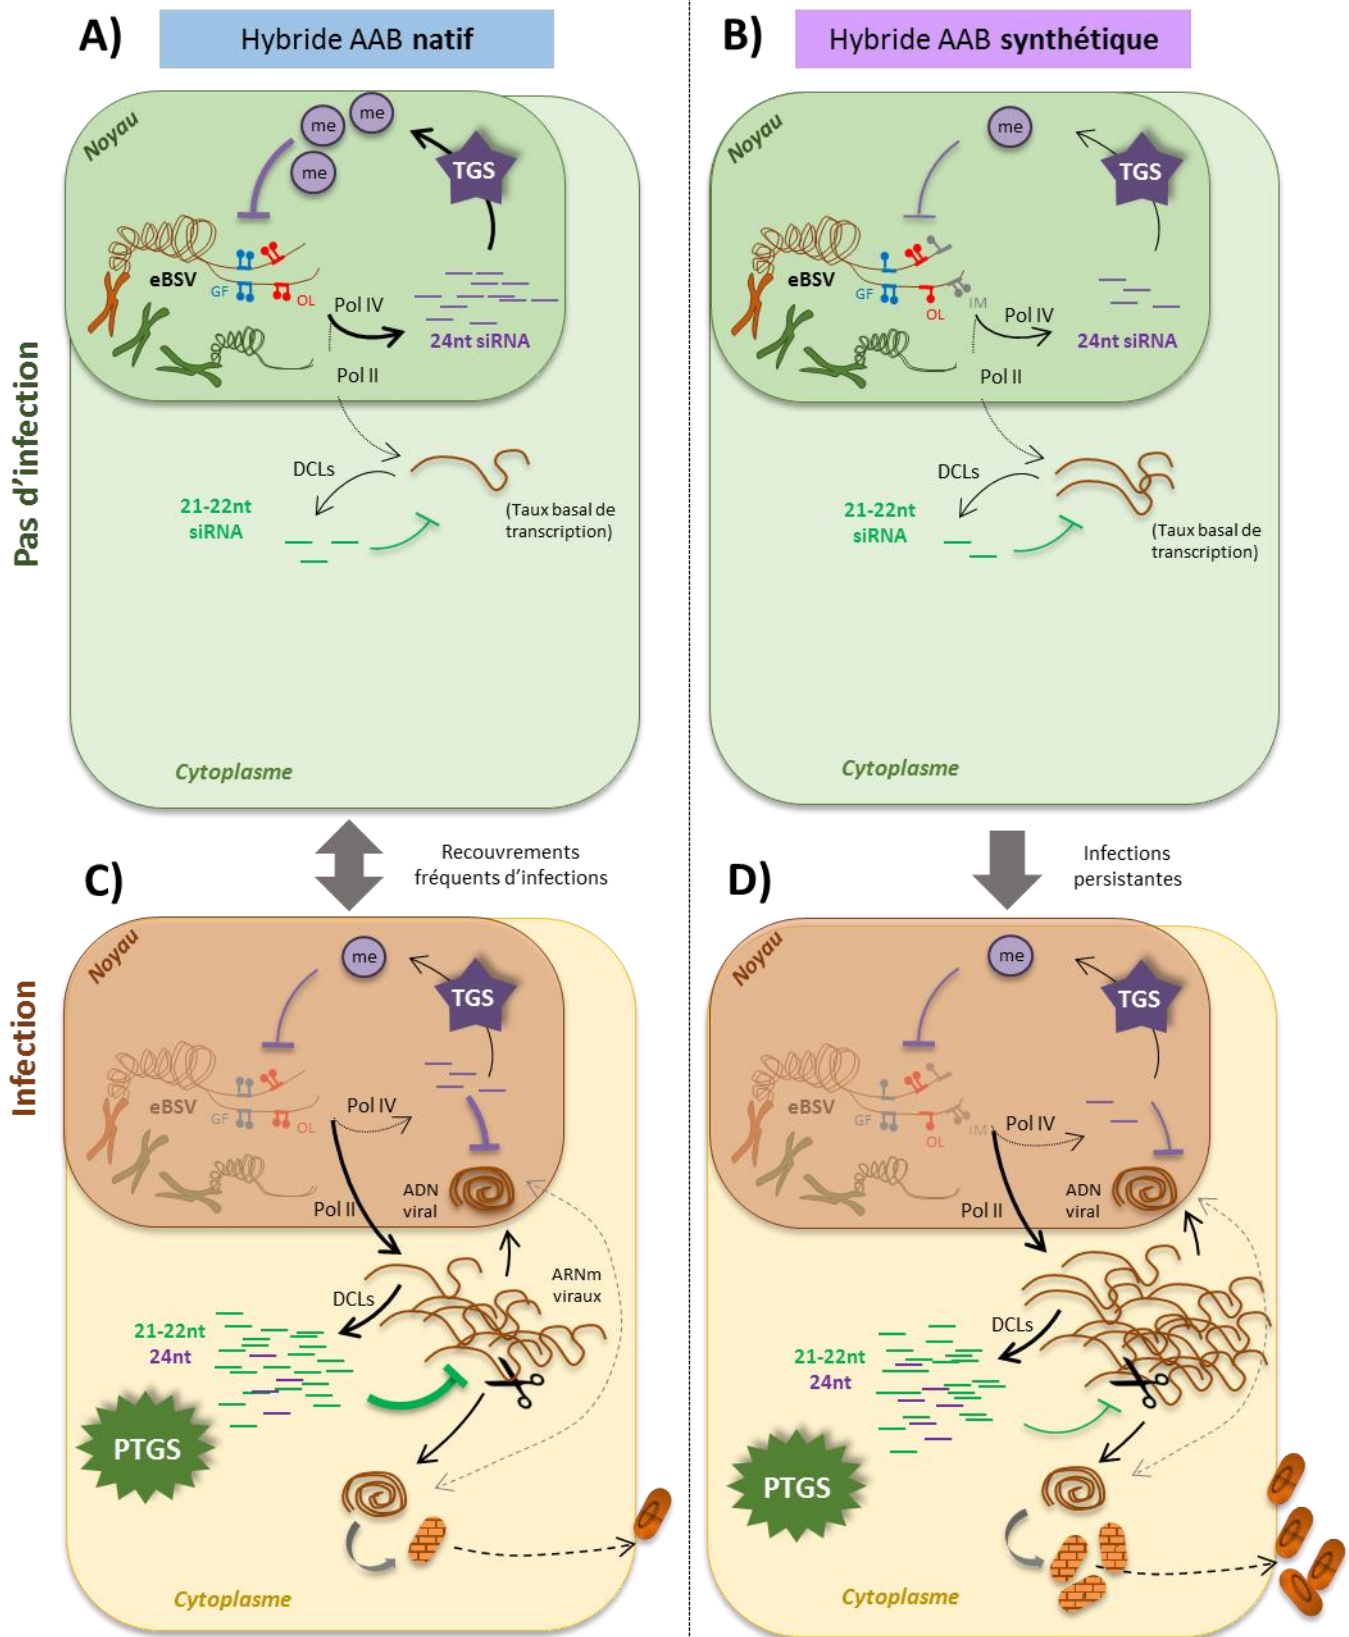 A)
Hybride AAB natif
B)
Hybride AAB synthétique
Pas d'infection
Noyau
me
me
me
TGS
eBSV
GF
OL
Pol IV
24nt siRNA
Pol II
DCLs
21-22nt
siRNA
(Taux basal de
transcription)
Cytoplasme
Noyau
me
TGS
eBSV
GF
OL
IM
Pol IV
24nt siRNA
Pol II
DCLs
21-22nt
siRNA
(Taux basal de
transcription)
Cytoplasme
Recouvrements
fréquents d'infections
Infections
persistantes
Infection
C)
Noyau
me
TGS
eBSV
GF
OL
Pol IV
Pol II
ADN
viral
ARNm
viraux
DCLs
21-22nt
24nt
PTGS
Cytoplasme
D)
Noyau
me
TGS
eBSV
GF
OL
IM
Pol IV
Pol II
ADN
viral
DCLs
21-22nt
24nt
PTGS
Cytoplasme